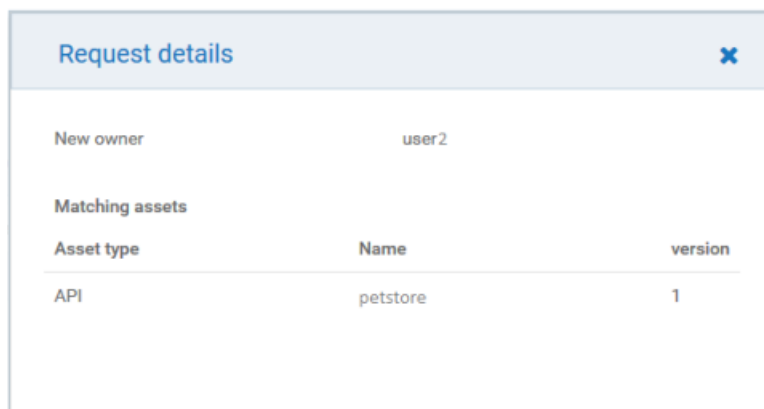 Request details
New owner user2
Matching assets
Asset type Name version
API petstore 1